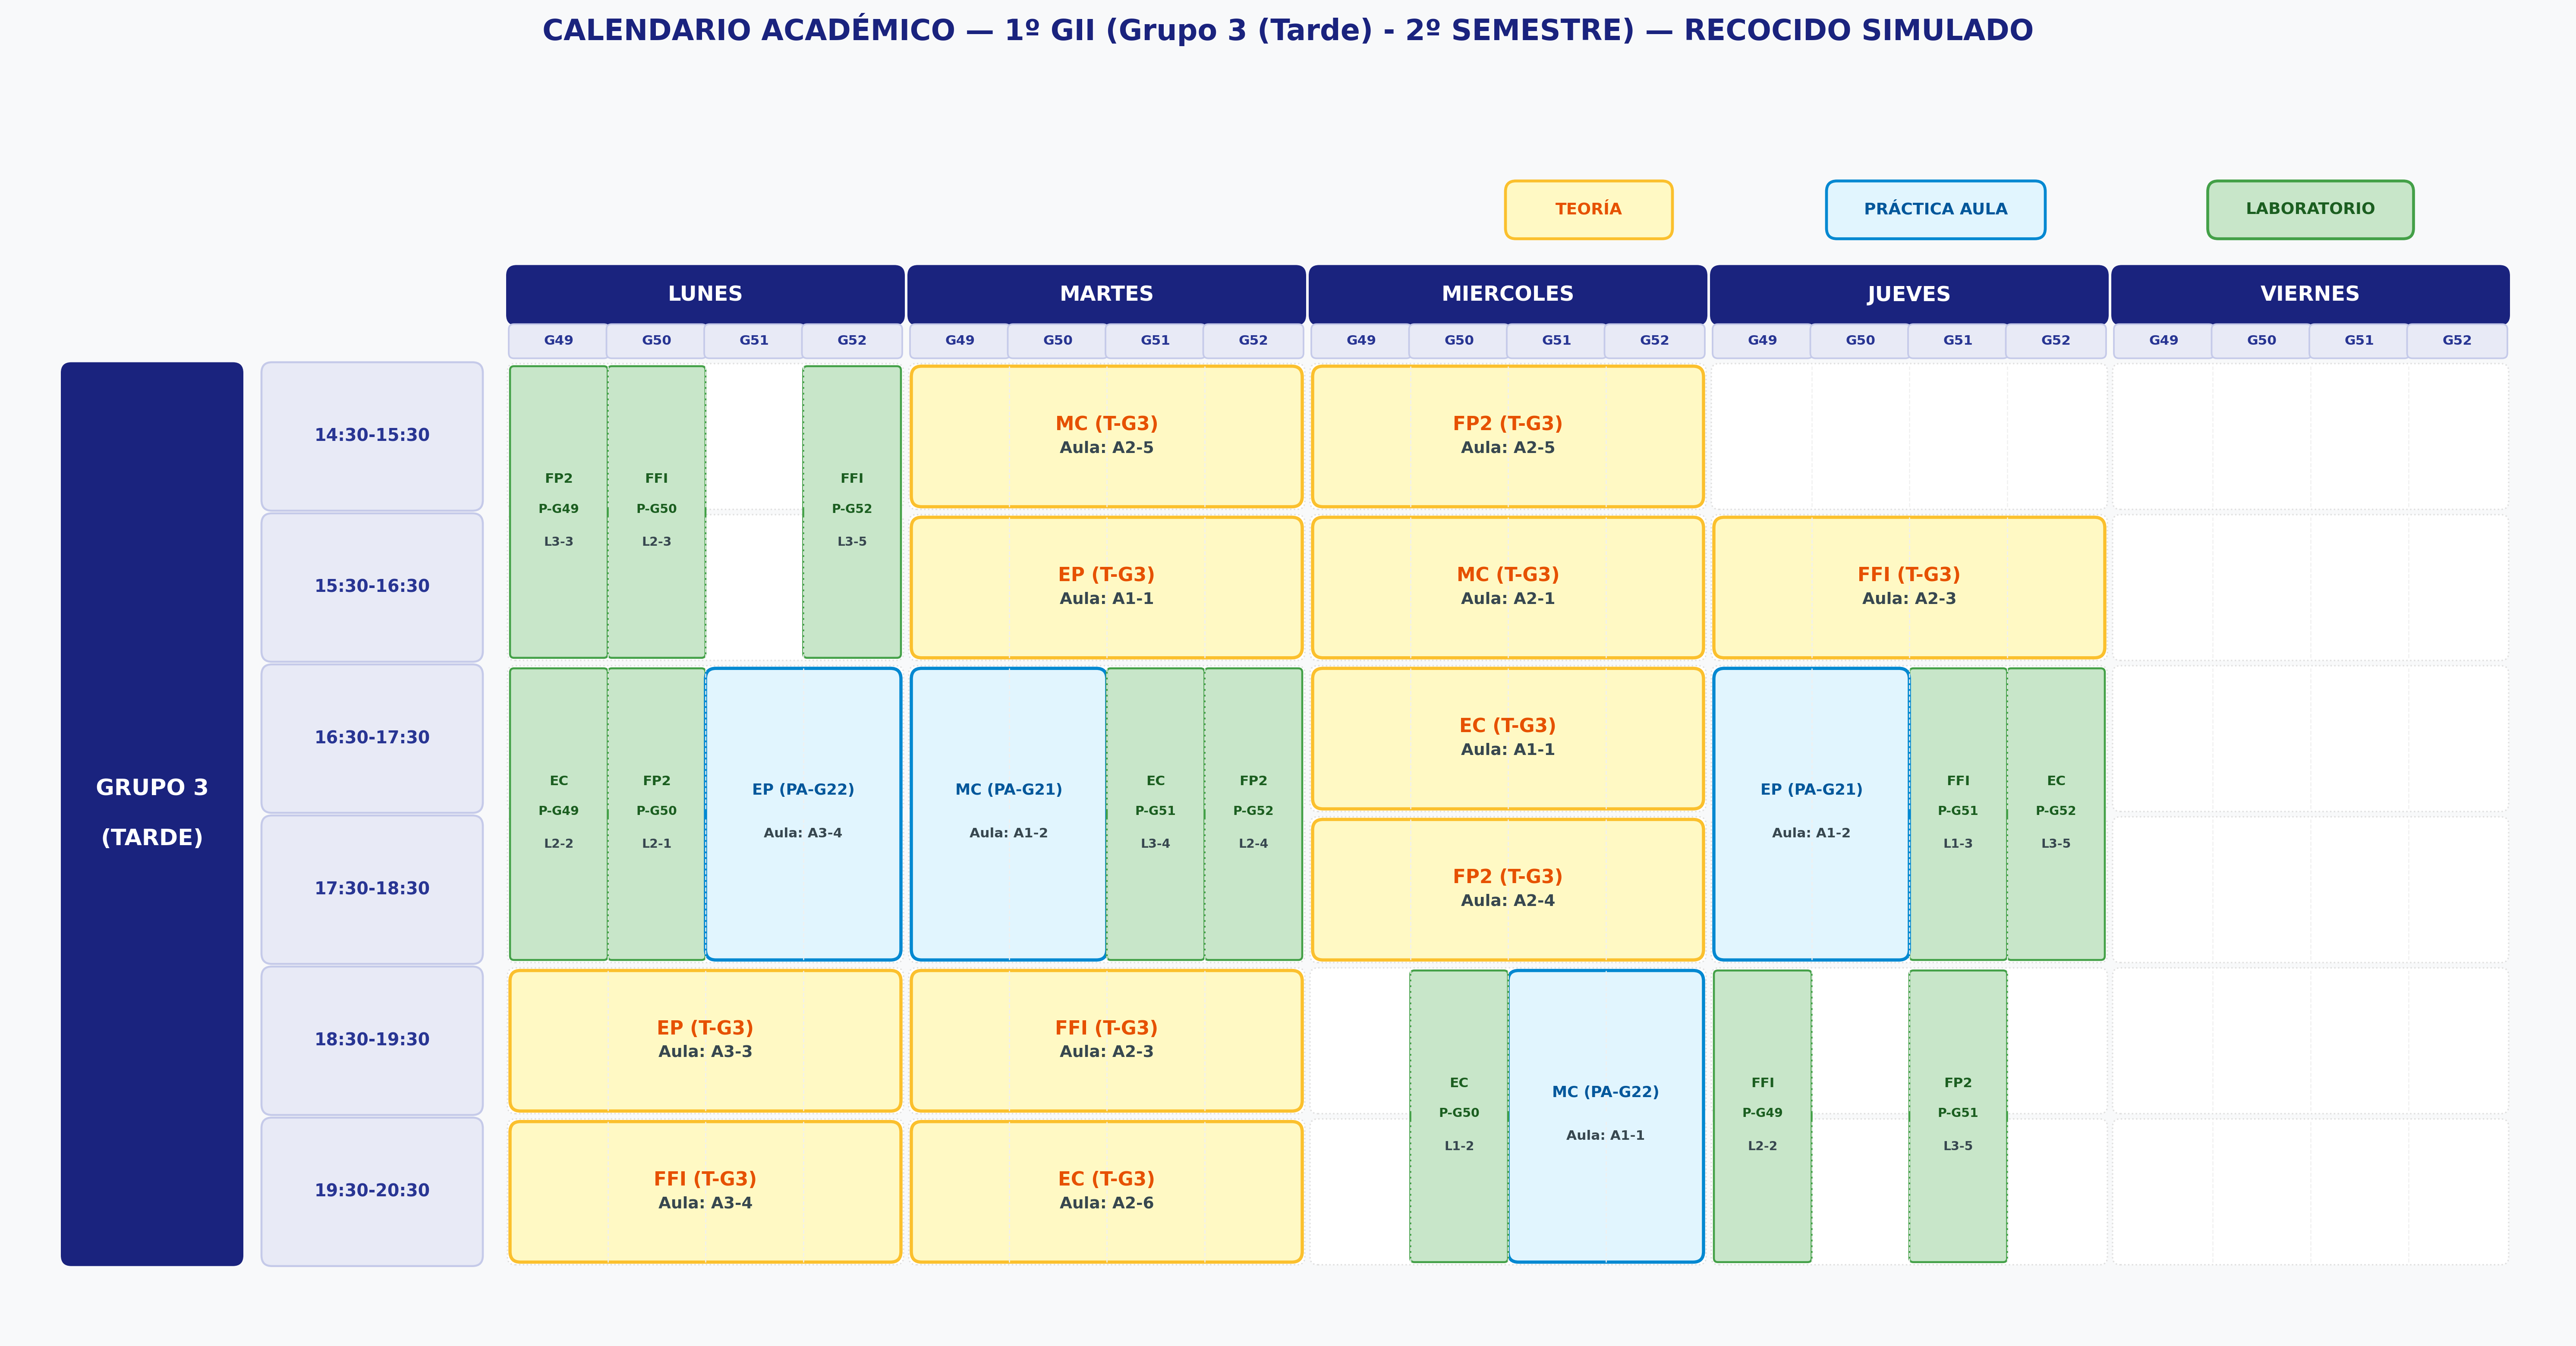 CALENDARIO ACADÉMICO — 1º GII (Grupo 3 (Tarde) - 2º SEMESTRE) — RECOCIDO SIMULADO
TEORÍA
PRÁCTICA AULA
LABORATORIO
LUNES
MARTES
MIERCOLES
JUEVES
VIERNES
G49 G50 G51 G52 G49 G50 G51 G52 G49 G50 G51 G52 G49 G50 G51 G52 G49 G50 G51 G52
GRUPO 3
(TARDE)
14:30-15:30
FP2
P-G49
L3-3
FFI
P-G50
L2-3
FFI
P-G52
L3-5
MC (T-G3)
Aula: A2-5
FP2 (T-G3)
Aula: A2-5
15:30-16:30
EP (T-G3)
Aula: A1-1
MC (T-G3)
Aula: A2-1
FFI (T-G3)
Aula: A2-3
16:30-17:30
EC
P-G49
L2-2
FP2
P-G50
L2-1
EP (PA-G22)
Aula: A3-4
MC (PA-G21)
Aula: A1-2
EC
P-G51
L3-4
FP2
P-G52
L2-4
EC (T-G3)
Aula: A1-1
EP (PA-G21)
Aula: A1-2
FFI
P-G51
L1-3
EC
P-G52
L3-5
17:30-18:30
FP2 (T-G3)
Aula: A2-4
18:30-19:30
EP (T-G3)
Aula: A3-3
FFI (T-G3)
Aula: A2-3
EC
P-G50
L1-2
MC (PA-G22)
Aula: A1-1
FFI
P-G49
L2-2
FP2
P-G51
L3-5
19:30-20:30
FFI (T-G3)
Aula: A3-4
EC (T-G3)
Aula: A2-6